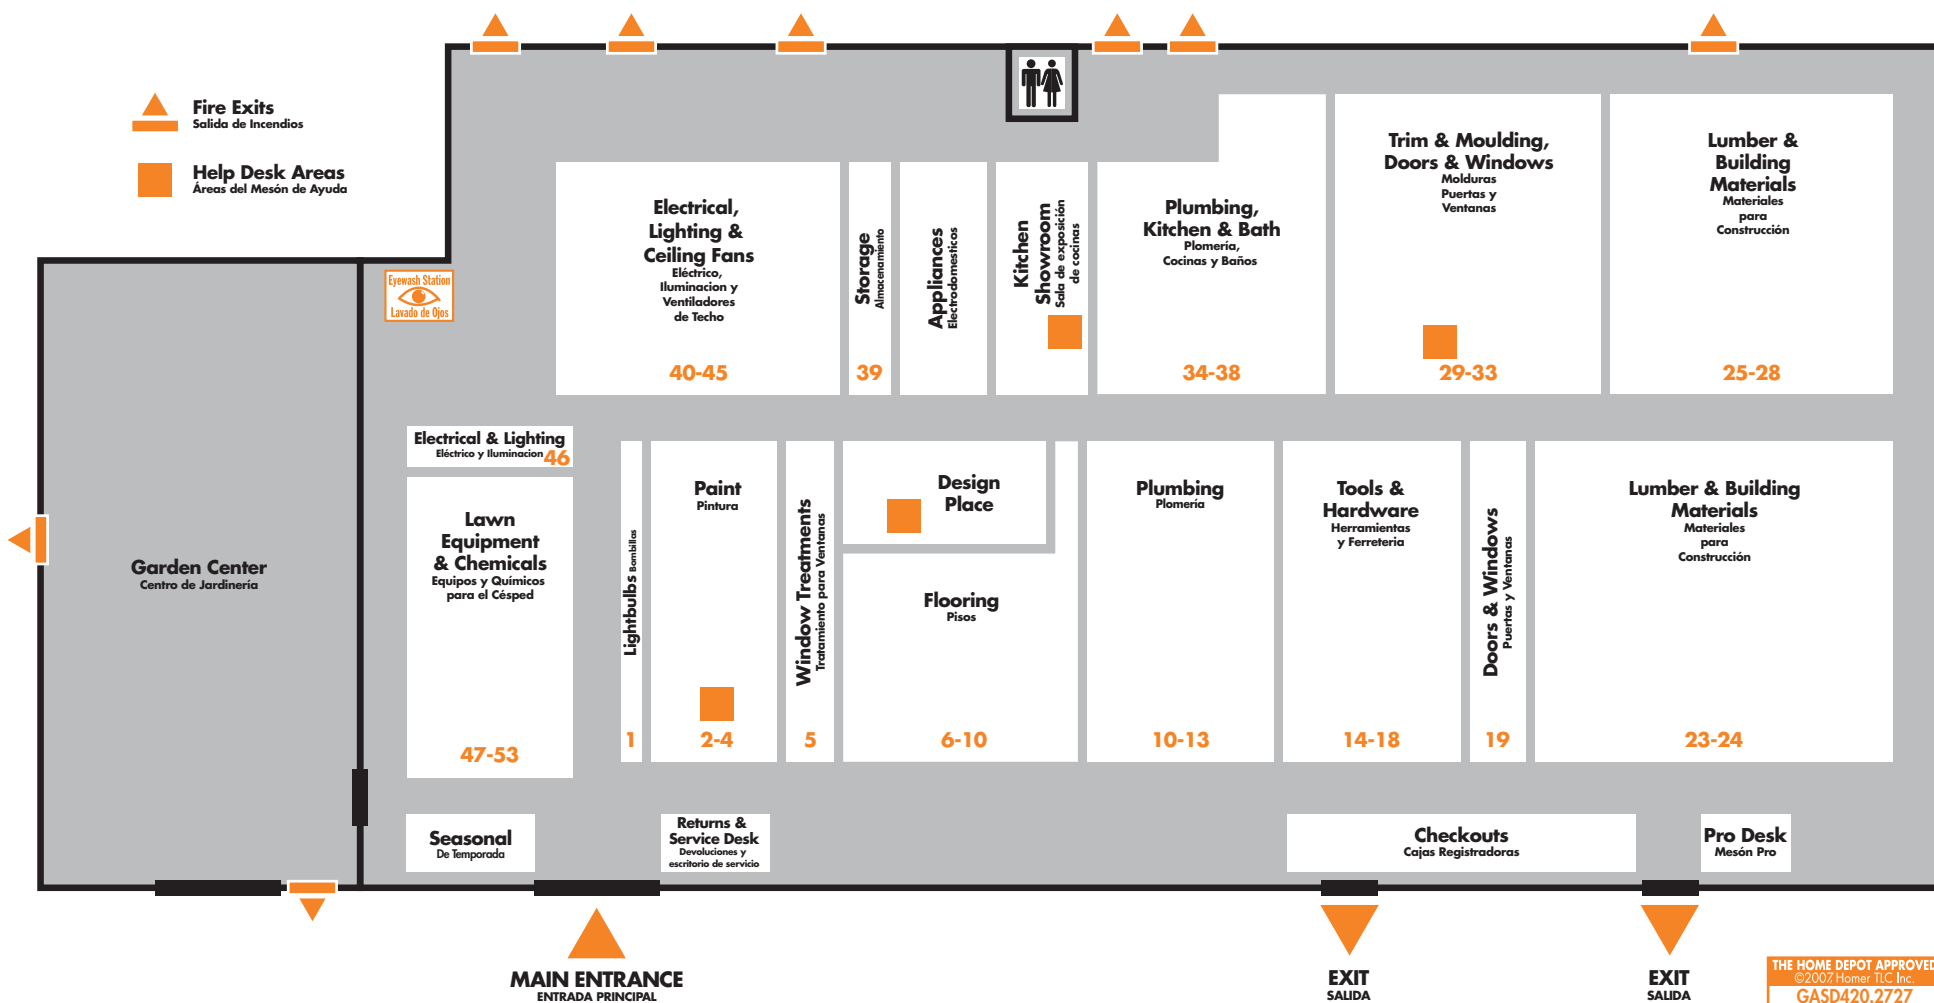 Fire Exits
Salida de Incendios
Help Desk Areas
Áreas del Mesón de Ayuda
Eyewash Station
Lavado de Ojos
Garden Center
Centro de Jardinería
Electrical,
Lighting &
Ceiling Fans
Eléctrico,
Iluminacion y
Ventiladores
de Techo
40-45
Storage
Almacenamiento
39
Appliances
Electrodomesticos
Kitchen
Showroom
Sala de exposición
de cocinas
Plumbing,
Kitchen & Bath
Plomería,
Cocinas y Baños
34-38
Trim & Moulding,
Doors & Windows
Molduras
Puertas y
Ventanas
29-33
Lumber &
Building
Materials
Materiales
para
Construcción
25-28
Electrical & Lighting
Eléctrico y Iluminacion
46
Lawn
Equipment
& Chemicals
Equipos y Químicos
para el Césped
47-53
Lightbulbs Bombillas
1
Paint
Pintura
2-4
Window Treatments
Tratamiento para Ventanas
5
Design
Place
Flooring
Pisos
6-10
Plumbing
Plomería
10-13
Tools &
Hardware
Herramientas
y Ferreteria
14-18
Doors & Windows
Puertas y Ventanas
19
Lumber & Building
Materials
Materiales
para
Construcción
23-24
Seasonal
De Temporada
Returns &
Service Desk
Devoluciones y
escritorio de servicio
Checkouts
Cajas Registradoras
Pro Desk
Mesón Pro
MAIN ENTRANCE
ENTRADA PRINCIPAL
EXIT
SALIDA
EXIT
SALIDA
THE HOME DEPOT APPROVED
©2007, Homer TLC Inc.
GASD420.2727